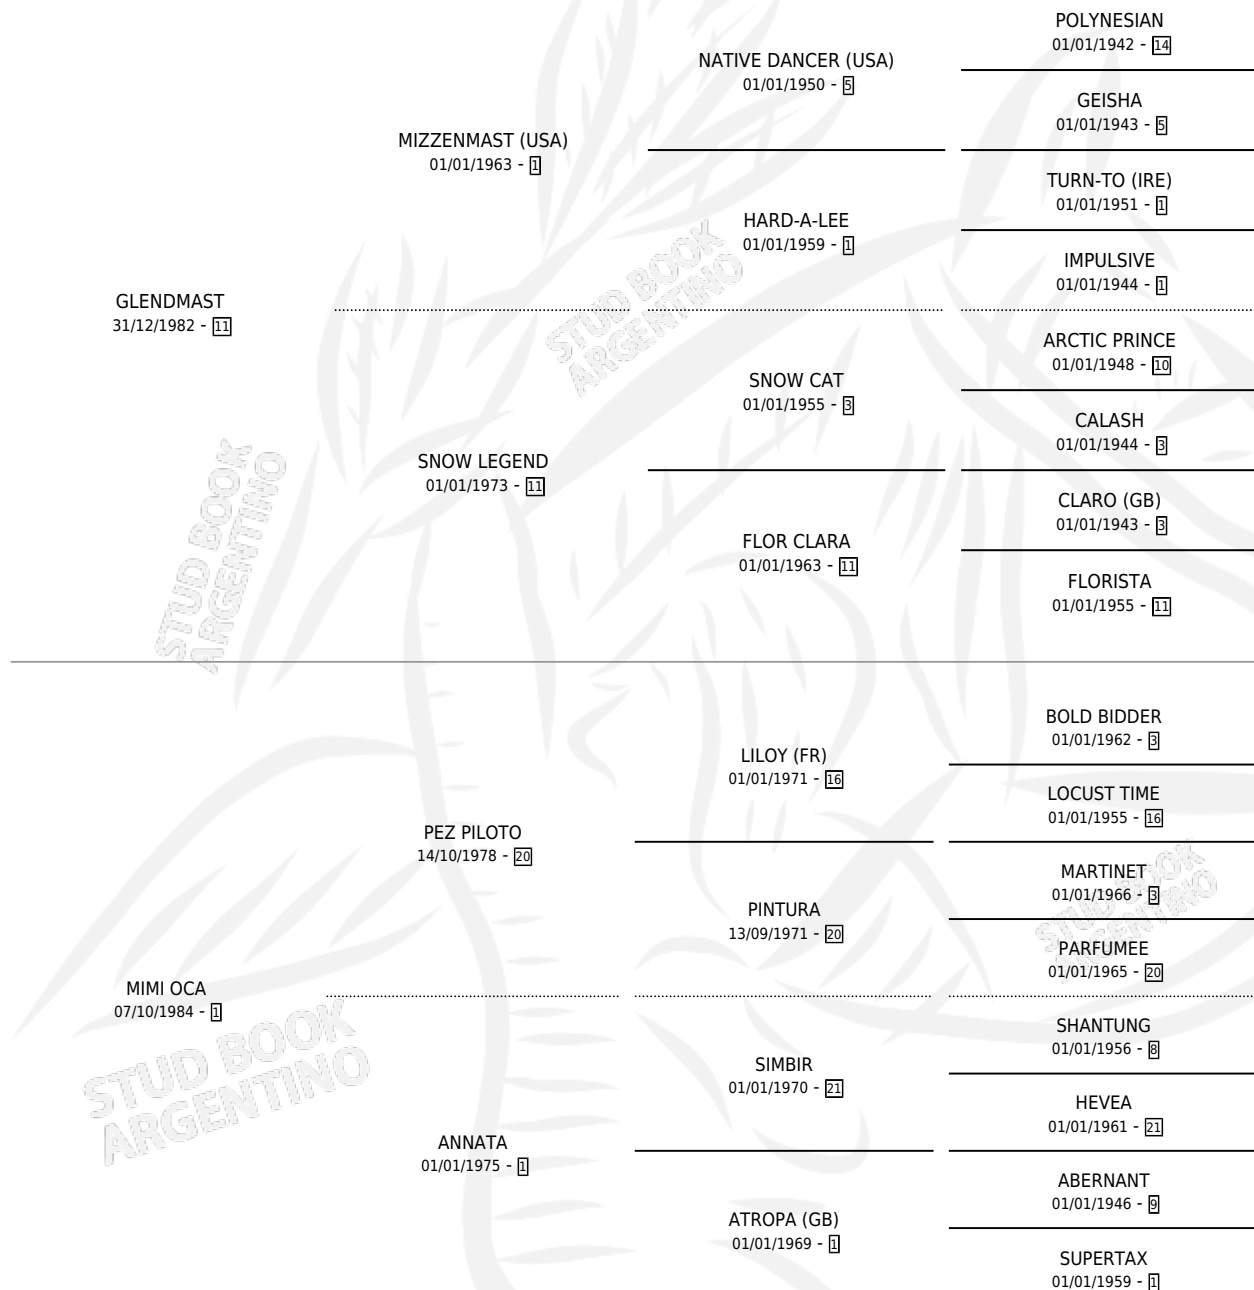 POLYNESIAN
01/01/1942 - 14
NATIVE DANCER (USA)
01/01/1950 - 5
GEISHA
01/01/1943 - 5
MIZZENMAST (USA)
01/01/1963 - 1
TURN-TO (IRE)
01/01/1951 - 1
HARD-A-LEE
01/01/1959 - 1
IMPULSIVE
01/01/1944 - 1
GLENDMAST
31/12/1982 - 11
ARCTIC PRINCE
01/01/1948 - 10
SNOW CAT
01/01/1955 - 3
CALASH
01/01/1944 - 3
SNOW LEGEND
01/01/1973 - 11
CLARO (GB)
01/01/1943 - 3
FLOR CLARA
01/01/1963 - 11
FLORISTA
01/01/1955 - 11
BOLD BIDDER
01/01/1962 - 3
LILOY (FR)
01/01/1971 - 16
LOCUST TIME
01/01/1955 - 16
PEZ PILOTO
14/10/1978 - 20
MARTINET
01/01/1966 - 3
PINTURA
13/09/1971 - 20
PARFUMEE
01/01/1965 - 20
MIMI OCA
07/10/1984 - 1
SHANTUNG
01/01/1956 - 8
SIMBIR
01/01/1970 - 21
HEVEA
01/01/1961 - 21
ANNATA
01/01/1975 - 1
ABERNANT
01/01/1946 - 9
ATROPA (GB)
01/01/1969 - 1
SUPERTAX
01/01/1959 - 1
STUD BOOK
ARGENTINO
STUD BOOK
ARGENTINO
STUD BOOK
ARGENTINO
STUD BOOK
ARGENTINO